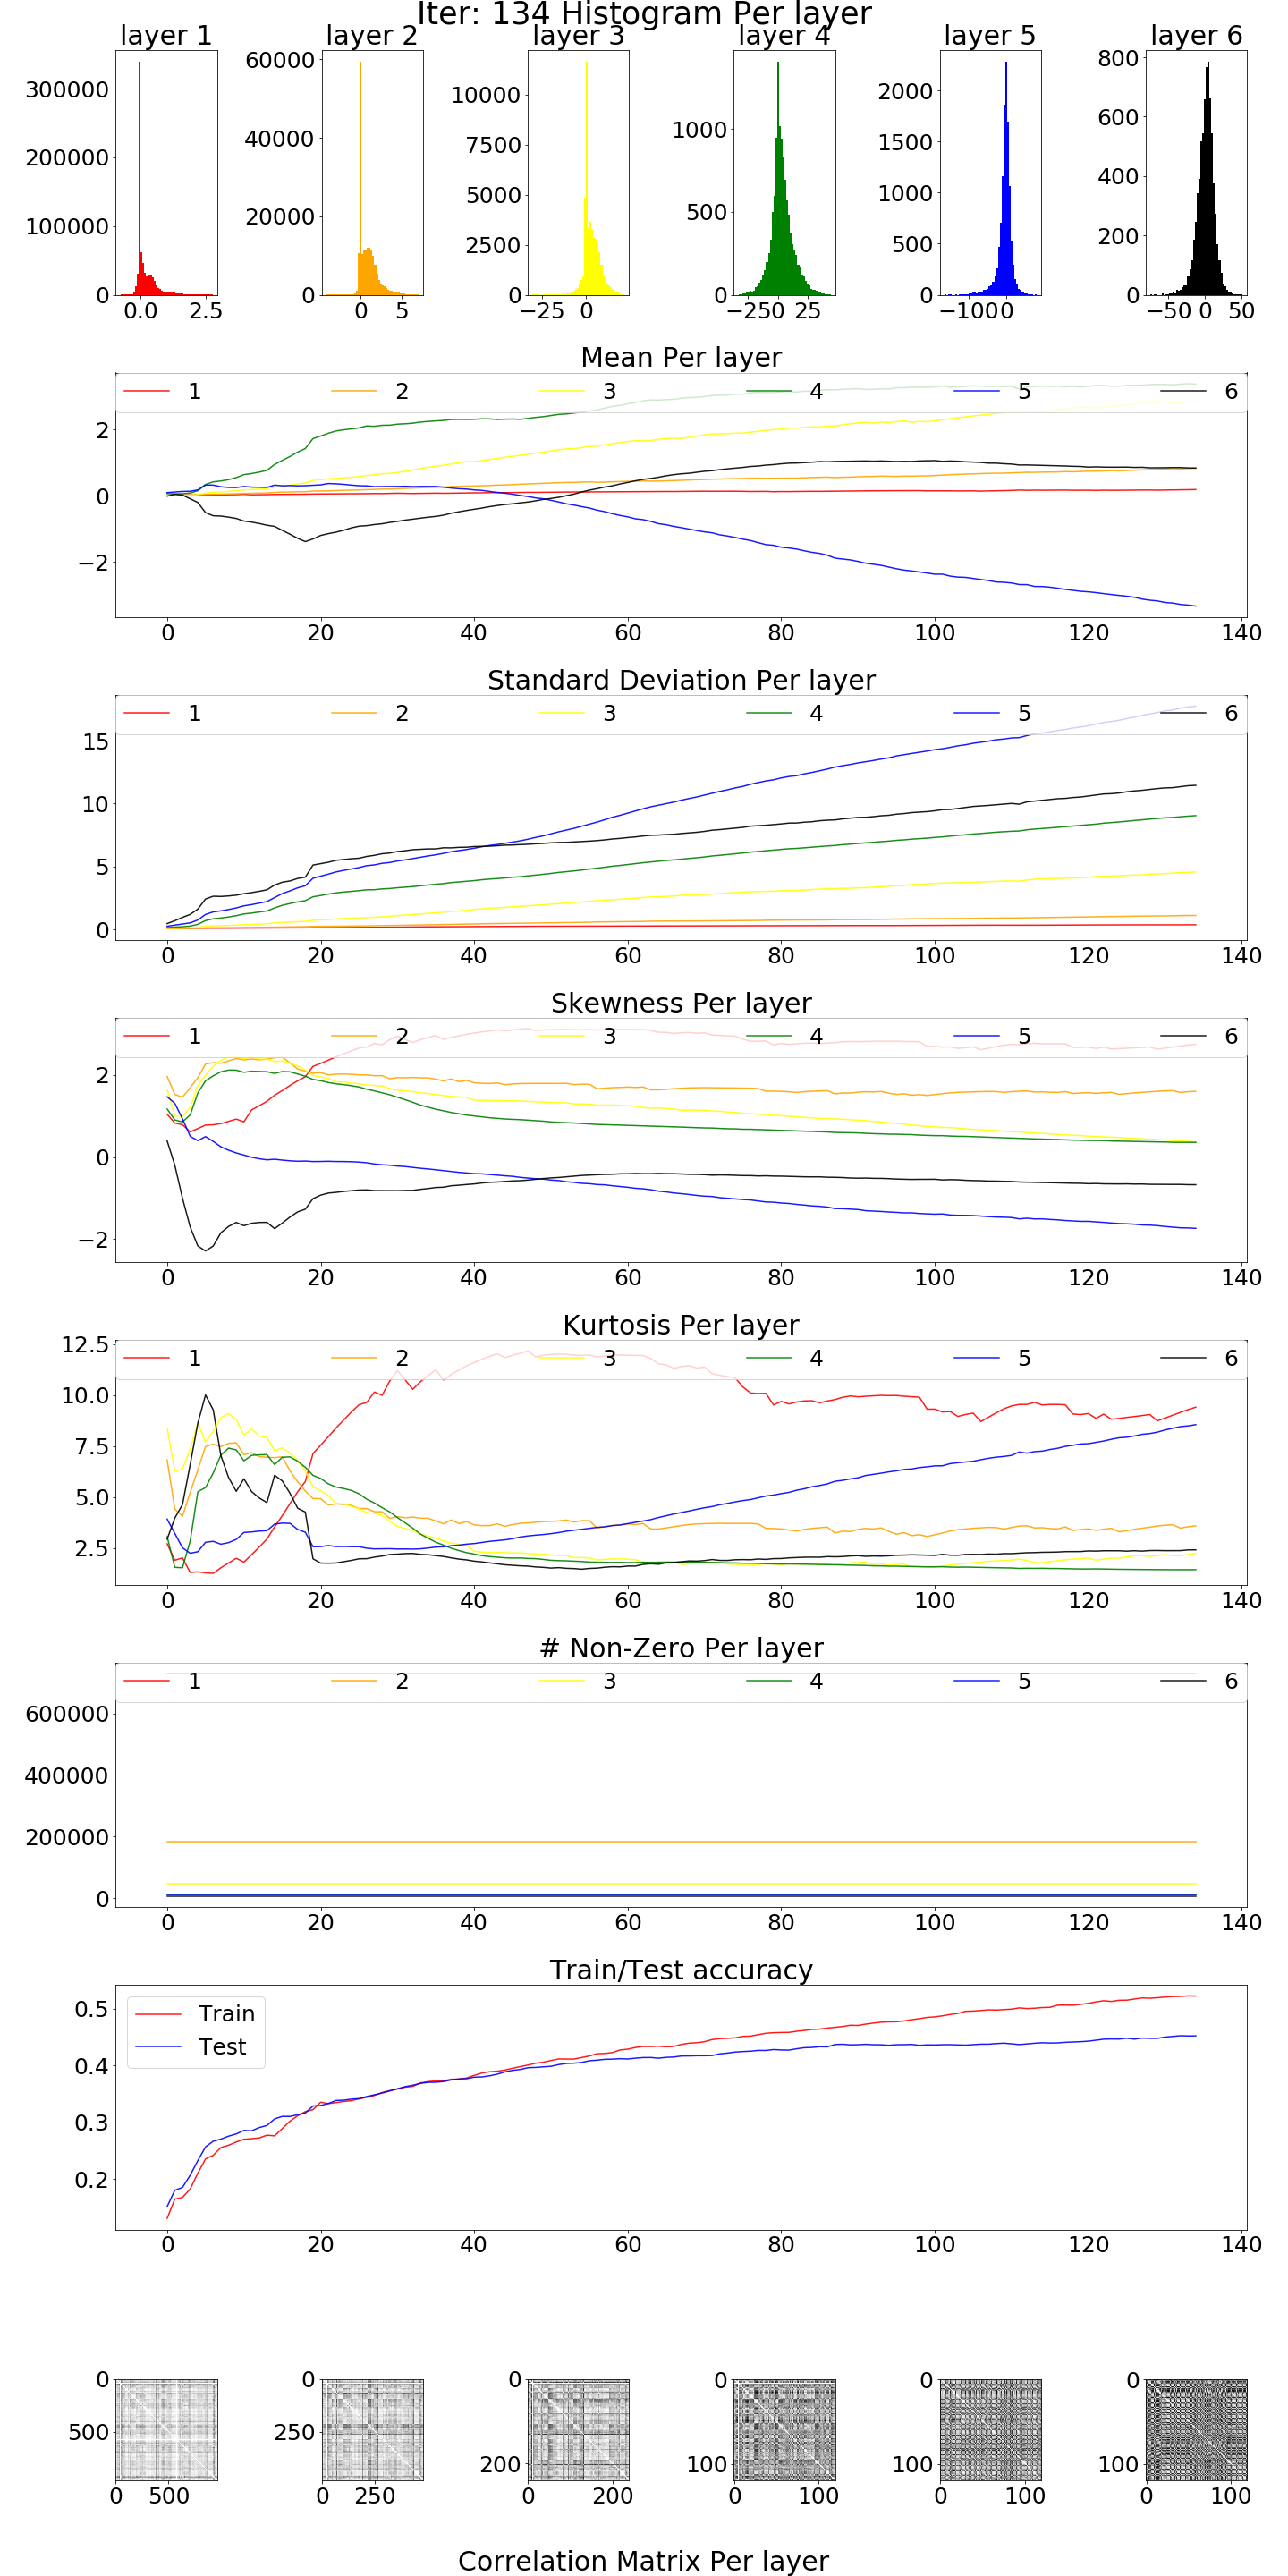 Iter: 134 Histogram Per layer
layer 1 layer 2 layer 3 layer 4 layer 5 layer 6
300000 200000 100000 0
0.0 2.5
60000 40000 20000 0
0 5
10000 7500 5000 2500 0
−25 0
1000 500 0
−25 0 25
2000 1500 1000 500 0
−100 0
800 600 400 200 0
−50 0 50
Mean Per layer
1 2 3 4 5 6
2
0
−2
0 20 40 60 80 100 120 140
Standard Deviation Per layer
1 2 3 4 5 6
15
10
5
0
0 20 40 60 80 100 120 140
Skewness Per layer
1 2 3 4 5 6
2
0
−2
0 20 40 60 80 100 120 140
Kurtosis Per layer
12.5
1 2 3 4 5 6
10.0
7.5
5.0
2.5
0 20 40 60 80 100 120 140
# Non-Zero Per layer
1 2 3 4 5 6
600000
400000
200000
0
0 20 40 60 80 100 120 140
Train/Test accuracy
Train
Test
0.5
0.4
0.3
0.2
0 20 40 60 80 100 120 140
0 500
0 500
0 250
0 250
0 200
0 200
0 100
0 100
0 100
0 100
0 100
0 100
Correlation Matrix Per layer